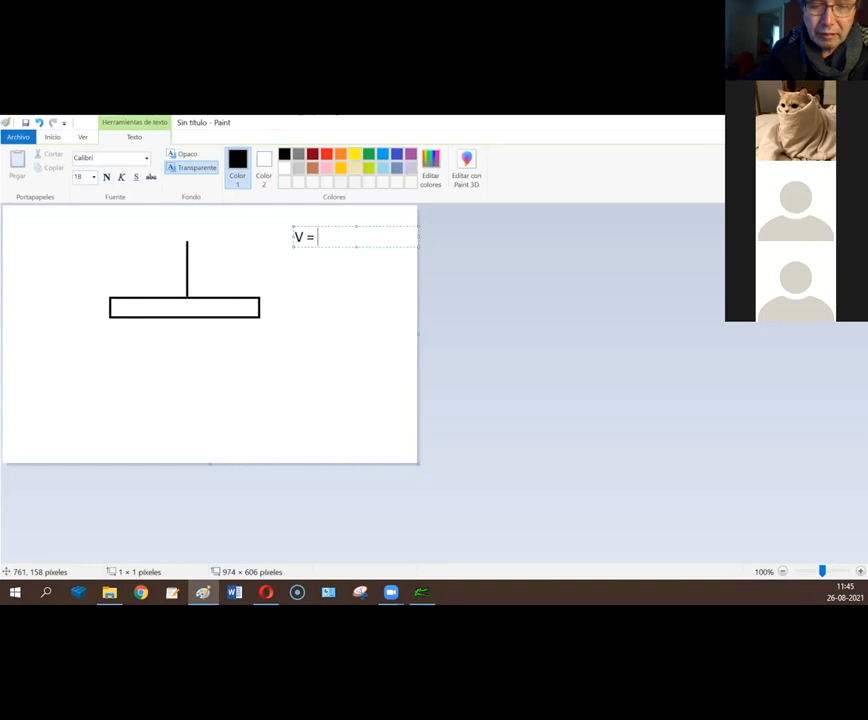 Herramientas de texto
Sin título - Paint
Archivo
Inicio
Ver
Texto
Pegar
Cortar
Copiar
Portapapeles
Calibri
18
N K S abc
Fuente
Opaco
Transparente
Fondo
Color 1
Color 2
Editar colores
Colores
Editar con Paint 3D
V =
761, 158 píxeles
1 × 1 píxeles
974 × 606 píxeles
100%
11:45
26-08-2021